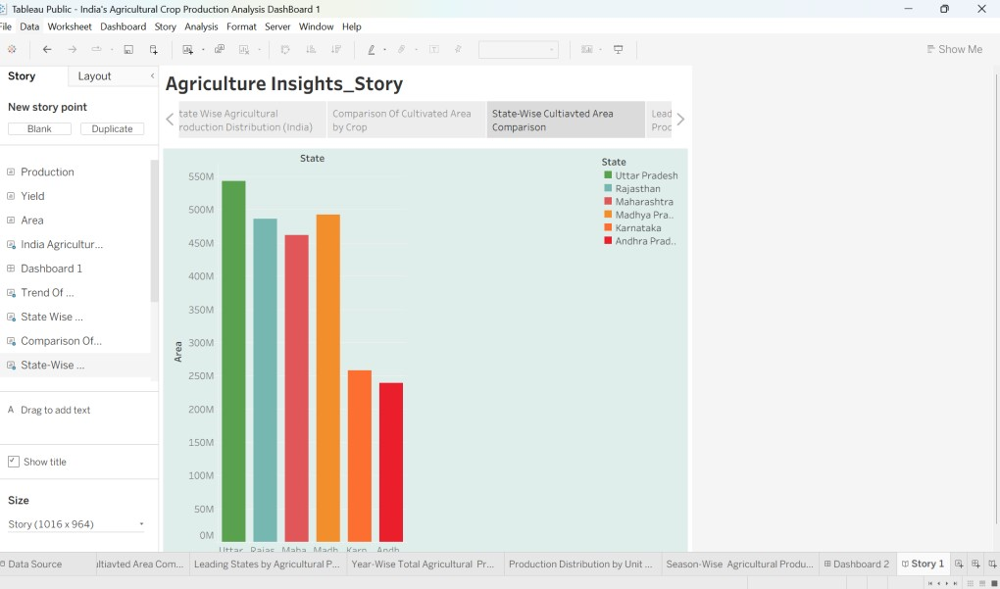 Tableau Public - India's Agricultural Crop Production Analysis DashBoard 1
File Data Worksheet Dashboard Story Analysis Format Server Window Help
Show Me
Story Layout
New story point
Blank Duplicate
Production
Yield
Area
India Agricultur...
Dashboard 1
Trend Of ...
State Wise ...
Comparison Of...
State-Wise ...
A Drag to add text
Show title
Size
Story (1016 x 964)
Agriculture Insights_Story
tate Wise Agricultural
roduction Distribution (India)
Comparison Of Cultivated Area
by Crop
State-Wise Cultiavted Area
Comparison
Lead
Proc
State
550M
500M
450M
400M
350M
300M
250M
200M
150M
100M
50M
0M
Area
Uttar Rajas Maha Madh Karn Andh
State
Uttar Pradesh
Rajasthan
Maharashtra
Madhya Pra..
Karnataka
Andhra Prad..
Data Source ltiavted Area Com... Leading States by Agricultural P... Year-Wise Total Agricultural Pr... Production Distribution by Unit ... Season-Wise Agricultural Produ... Dashboard 2 Story 1